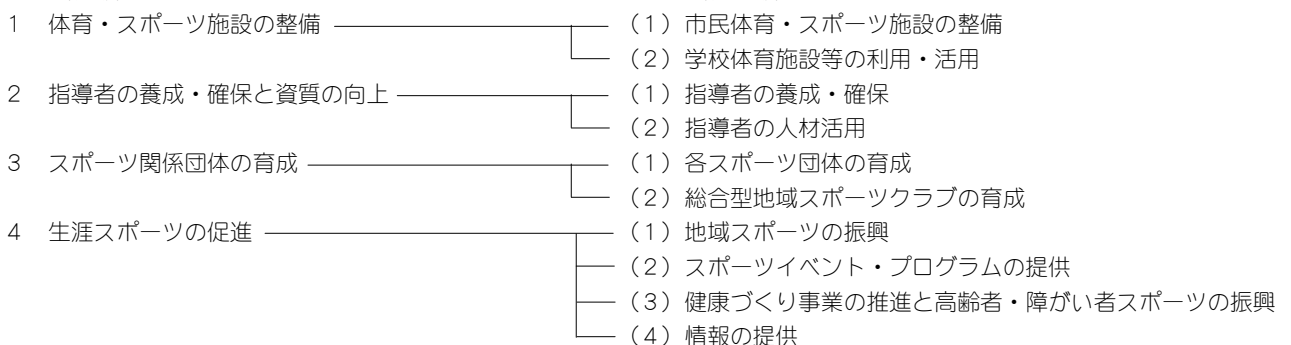 1 体育・スポーツ施設の整備 (1)市民体育・スポーツ施設の整備
(2)学校体育施設等の利用・活用
2 指導者の養成・確保と資質の向上 (1)指導者の養成・確保
(2)指導者の人材活用
3 スポーツ関係団体の育成 (1)各スポーツ団体の育成
(2)総合型地域スポーツクラブの育成
4 生涯スポーツの促進 (1)地域スポーツの振興
(2)スポーツイベント・プログラムの提供
(3)健康づくり事業の推進と高齢者・障がい者スポーツの振興
(4)情報の提供